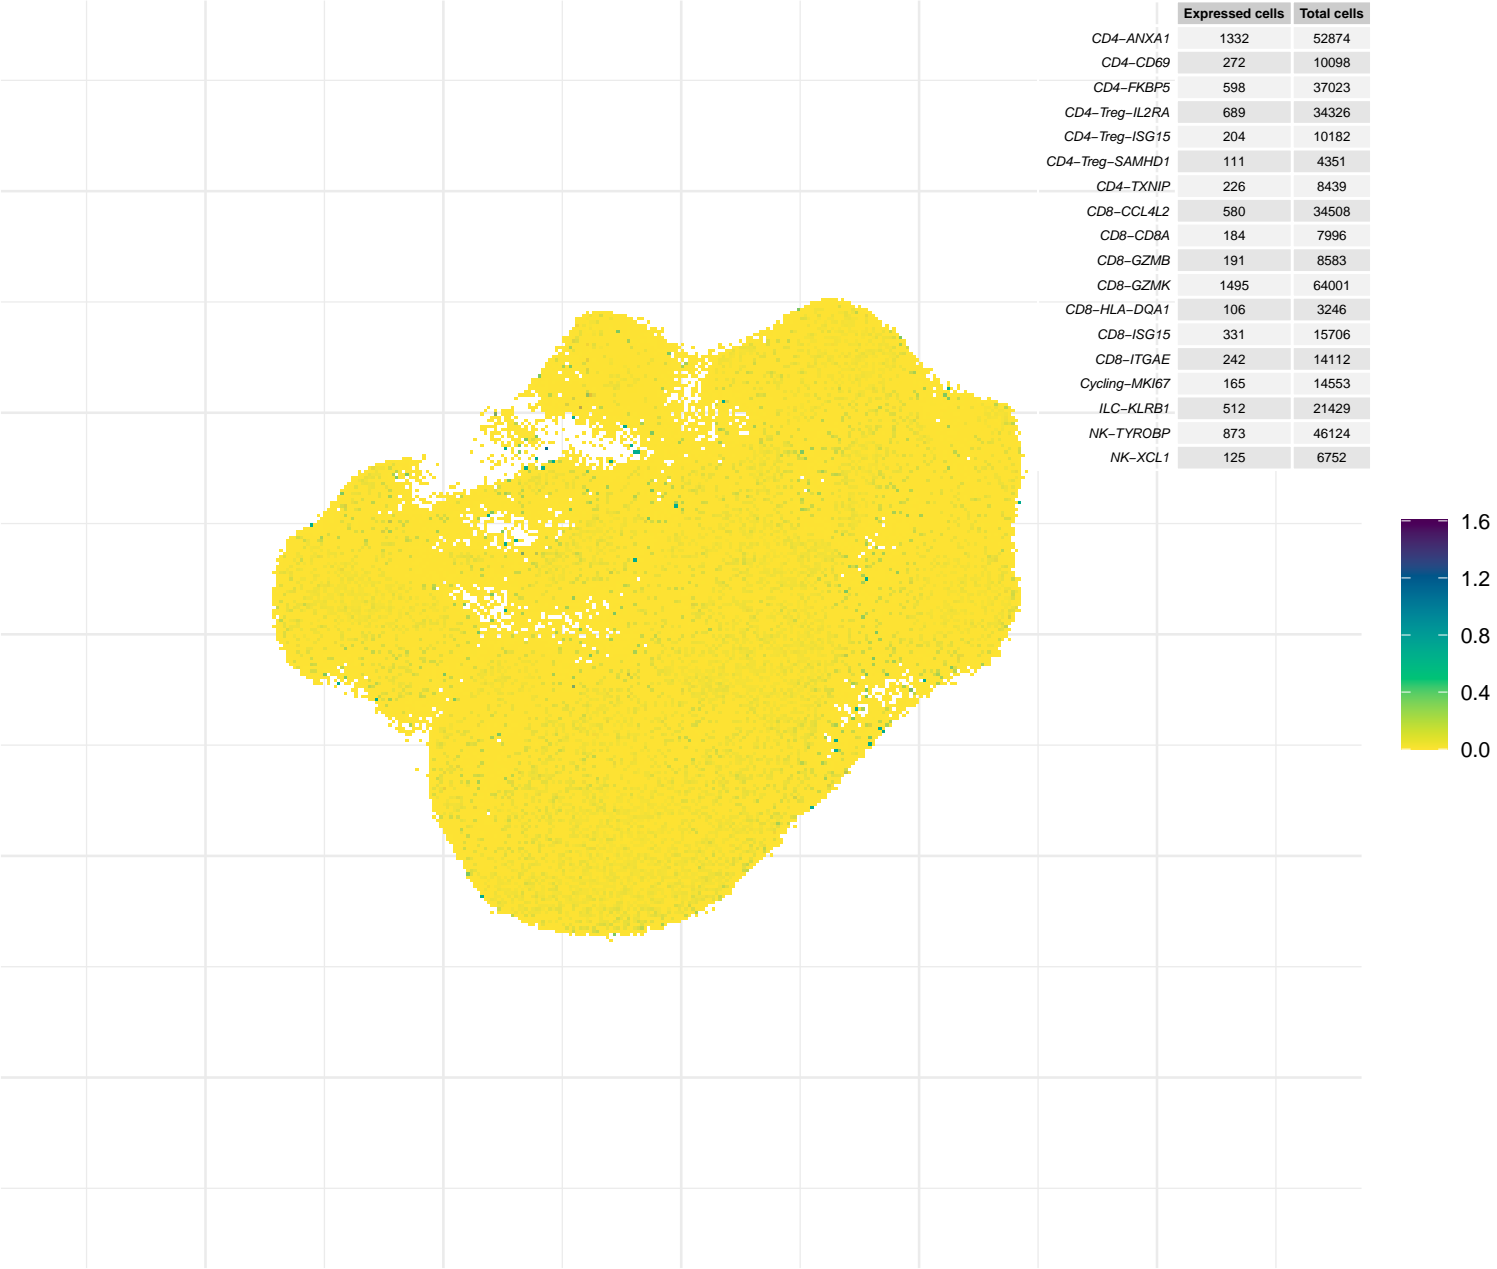 Expressed cells Total cells
CD4−ANXA1 1332 52874
CD4−CD69 272 10098
CD4−FKBP5 598 37023
CD4−Treg−IL2RA 689 34326
CD4−Treg−ISG15 204 10182
CD4−Treg−SAMHD1 111 4351
CD4−TXNIP 226 8439
CD8−CCL4L2 580 34508
CD8−CD8A 184 7996
CD8−GZMB 191 8583
CD8−GZMK 1495 64001
CD8−HLA−DQA1 106 3246
CD8−ISG15 331 15706
CD8−ITGAE 242 14112
Cycling−MKI67 165 14553
ILC−KLRB1 512 21429
NK−TYROBP 873 46124
NK−XCL1 125 6752
1.6
1.2
0.8
0.4
0.0